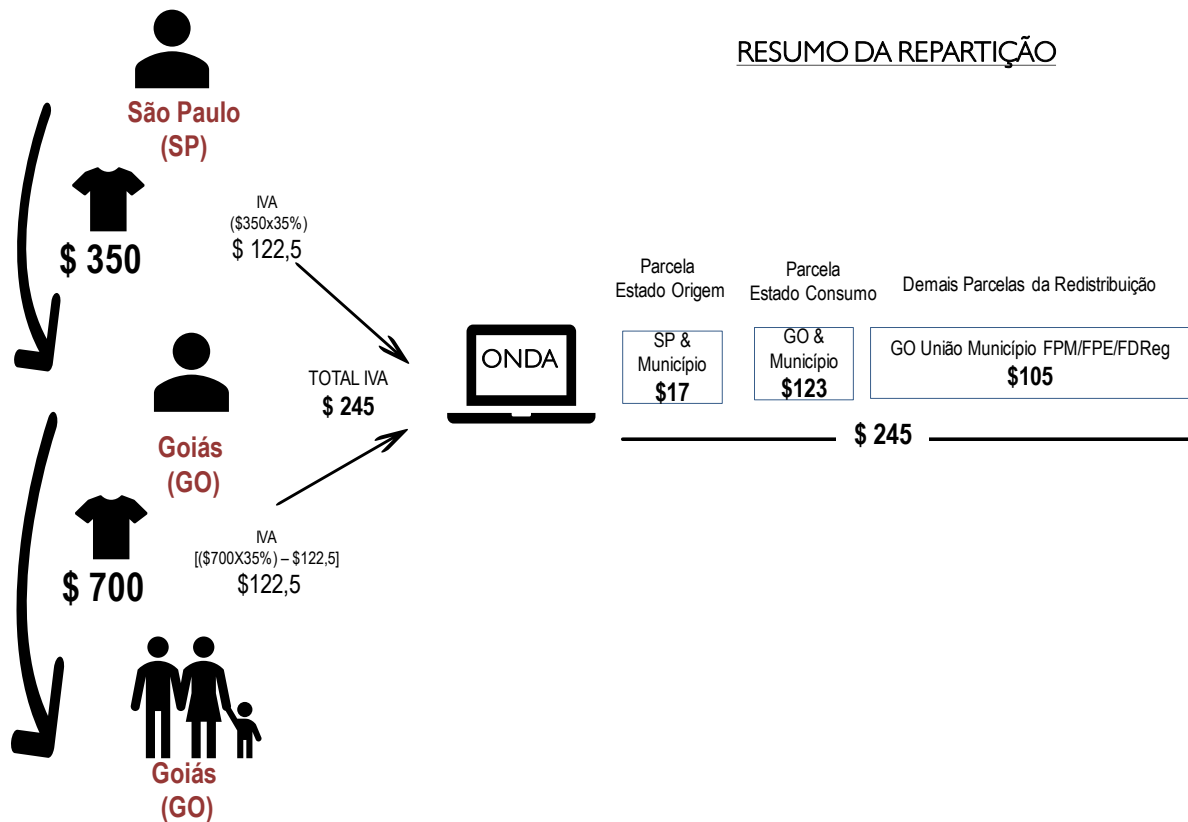 RESUMO DA REPARTIÇÃO
São Paulo
(SP)
$ 350
IVA
($350x35%)
$ 122,5
Goiás
(GO)
TOTAL IVA
$ 245
ONDA
Parcela
Estado Origem
SP &
Município
$17
Parcela
Estado Consumo
GO &
Município
$123
Demais Parcelas da Redistribuição
GO União Município FPM/FPE/FDReg
$105
$ 245
$ 700
IVA
[($700X35%) – $122,5]
$122,5
Goiás
(GO)